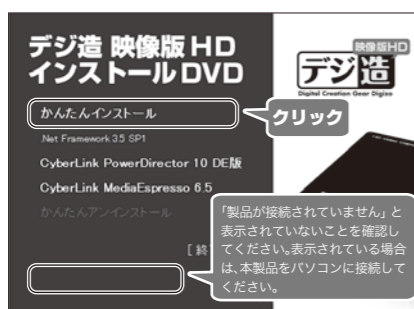 デジ造 映像版 HD
インストールDVD
映像版HD
デジ造
Digital Creation Gear Digizo
かんたんインストール
クリック
.Net Framework 3.5 SP1
CyberLink PowerDirector 10 DE版
CyberLink MediaEspresso 6.5
かんたんアンインストール
[ 終
「製品が接続されていません」と
表示されていないことを確認し
てください。表示されている場合
は、本製品をパソコンに接続して
ください。